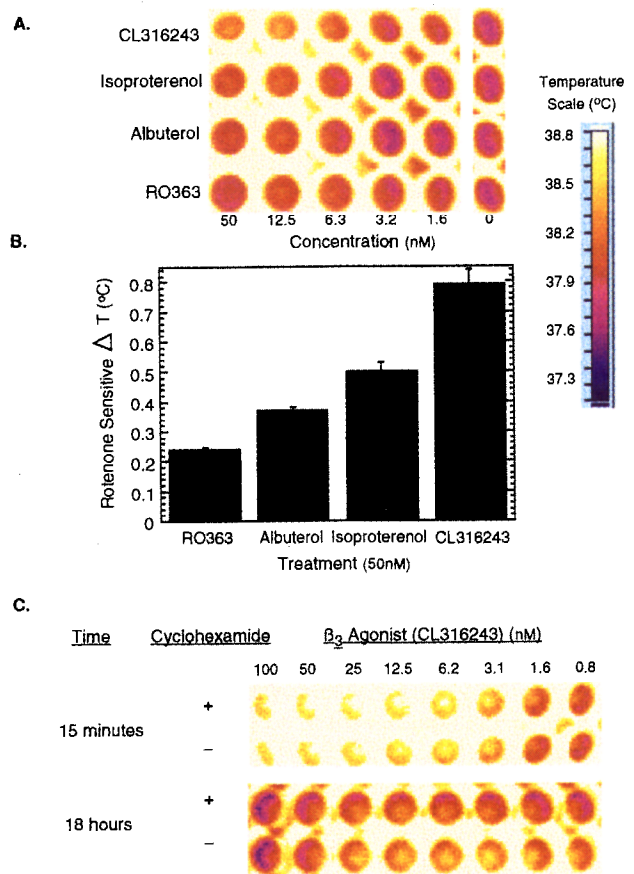 A.
CL316243
Isoproterenol
Albuterol
RO363
50 12.5 6.3 3.2 1.6 0
Concentration (nM)
Temperature
Scale (ºC)
38.8
38.5
38.2
37.9
37.6
37.3
B.
Rotenone Sensitive Δ T (ºC)
0.8
0.7
0.6
0.5
0.4
0.3
0.2
0.1
0
RO363 Albuterol Isoproterenol CL316243
Treatment (50nM)
C.
Time Cyclohexamide ß3 Agonist (CL316243) (nM)
100 50 25 12.5 6.2 3.1 1.6 0.8
+
15 minutes
−
+
18 hours
−